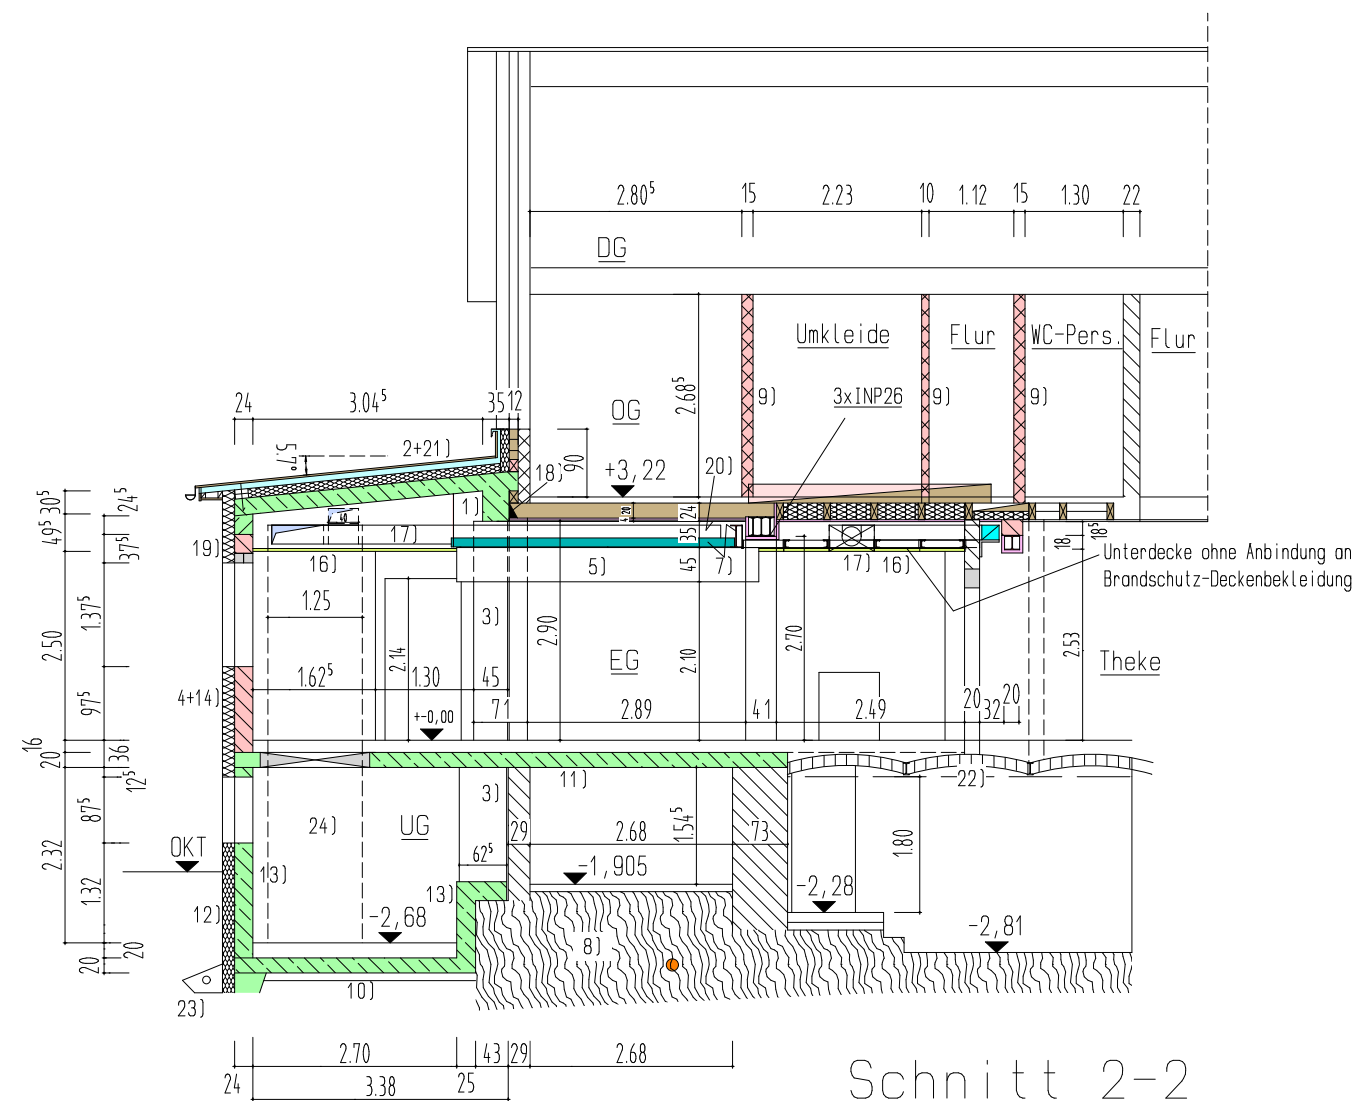 2.80⁵ 15 2.23 10 1.12 15 1.30 22
DG
Umkleide Flur WC-Pers. Flur
2.68⁵
9) 3xINP26 9) 9)
24 3.04⁵ 35 12
OG
5.7°
2+21)
90
18) +3,22 20)
30⁵ 24⁵
1)
4 20
24
49⁵ 37⁵
40
17)
35
18 18⁵
19)
16) 5) 45 7) 17) 16)
Unterdecke ohne Anbindung an
Brandschutz-Deckenbekleidung
1.25
3)
2.50 1.37⁵
2.14 2.90 2.10 2.70 2.53
EG
Theke
4+14)
1.62⁵ 1.30 45
97⁵
+-0,00
71 2.89 41 2.49 20 32 20
16
20 36
12⁵
11) 22)
3)
87⁵
24) UG
29 2.68 1.54⁵ 73 1.80
2.32
OKT
62⁵
13) 13) -1,905
-2,28
1.32
12)
-2,68
-2,81
8)
20 20
10)
23)
2.70 43 29 2.68
24 3.38 25
Schnitt 2-2